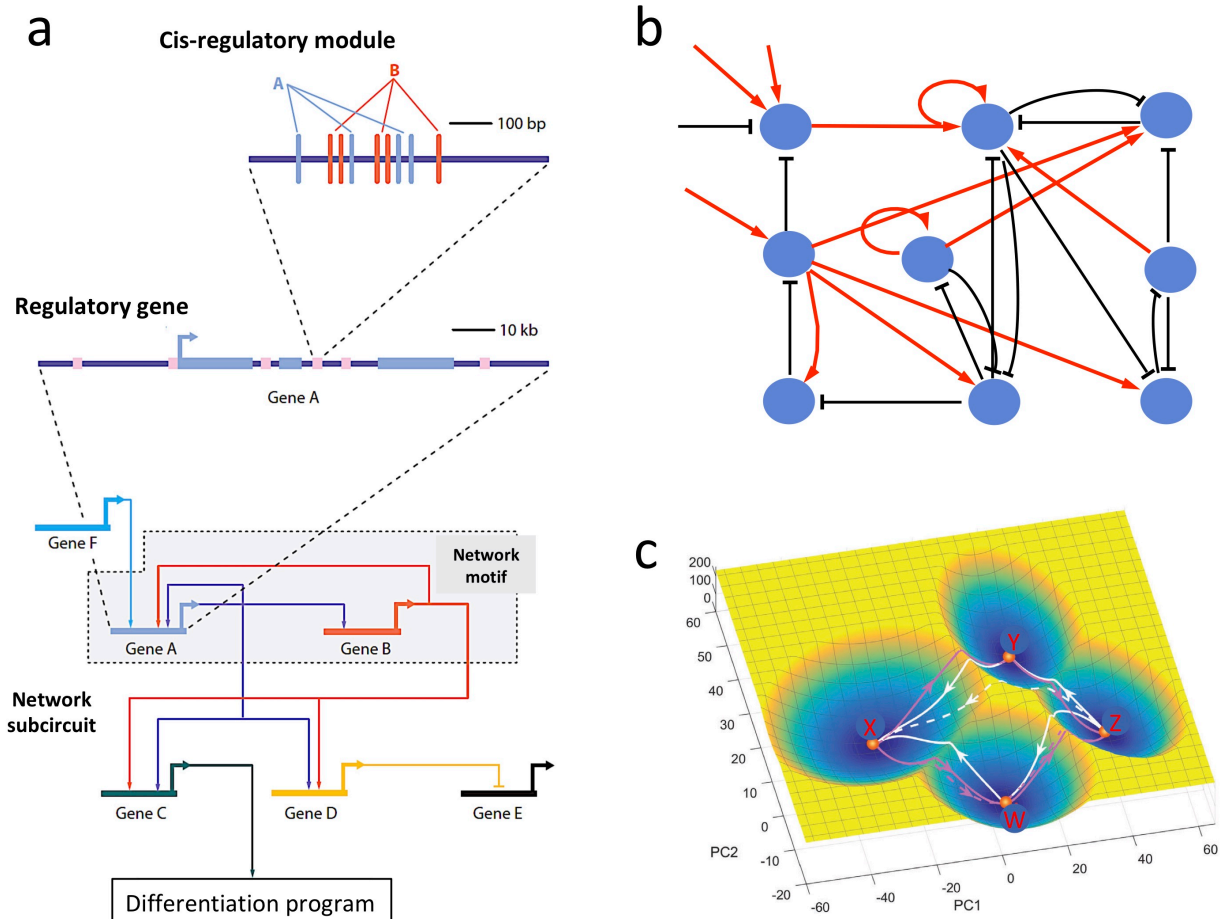 a
Cis-regulatory module
A
B
100 bp
Regulatory gene
10 kb
Gene A
Gene F
Network
motif
Gene A
Gene B
Network
subcircuit
Gene C
Gene D
Gene E
Differentiation program
b
c
200
100
0
60
50
40
30
20
10
0
-10
-20
PC2
-60
-40
-20
0
20
40
60
PC1
X
Y
Z
W